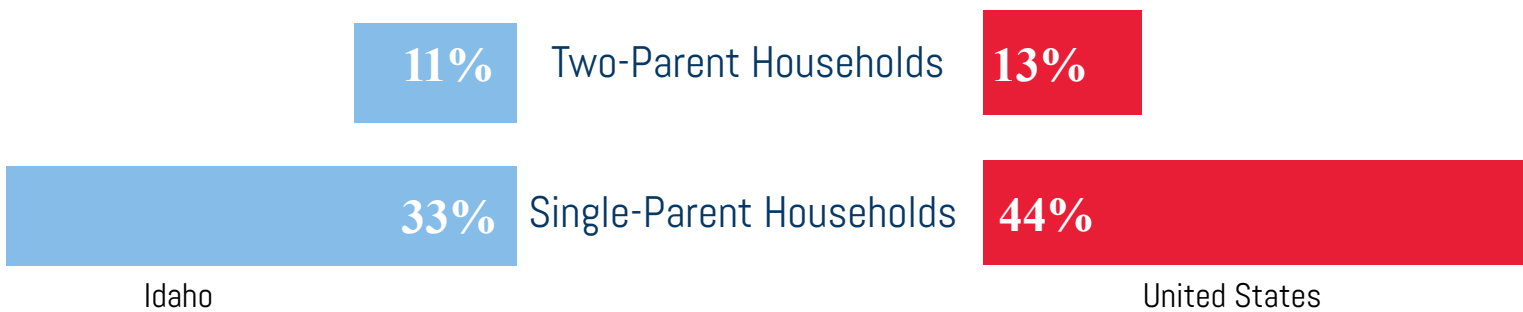 11% Two-Parent Households 13%
33% Single-Parent Households 44%
Idaho United States